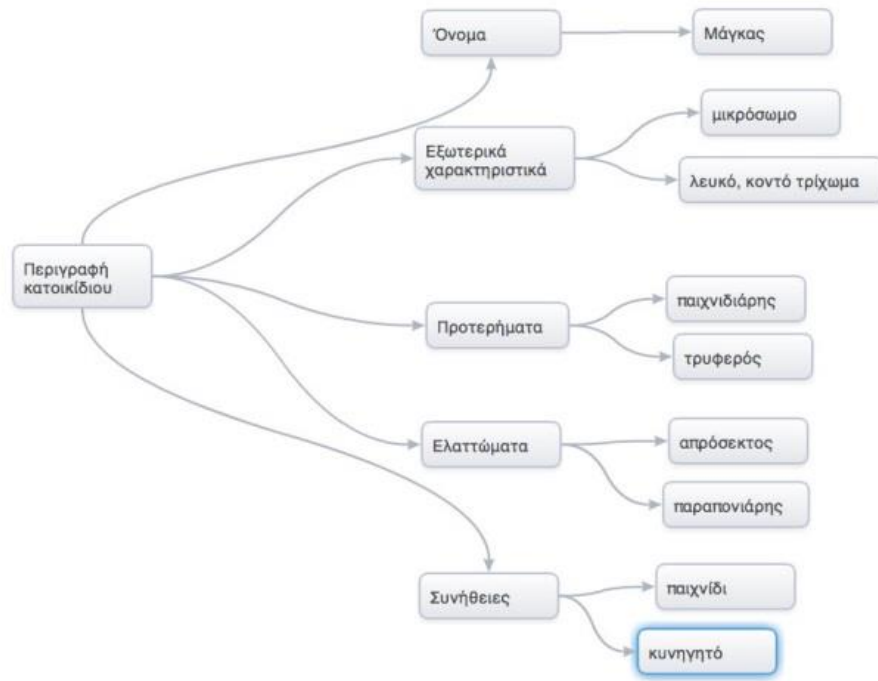 Όνομα
Μάγκας
μικρόσωμο
Εξωτερικά
χαρακτηριστικά
λευκό, κοντό τρίχωμα
Περιγραφή
κατοικίδιου
παιχνιδιάρης
Προτερήματα
τρυφερός
Ελαττώματα
απρόσεκτος
παραπονιάρης
Συνήθειες
παιχνίδι
κυνηγητό